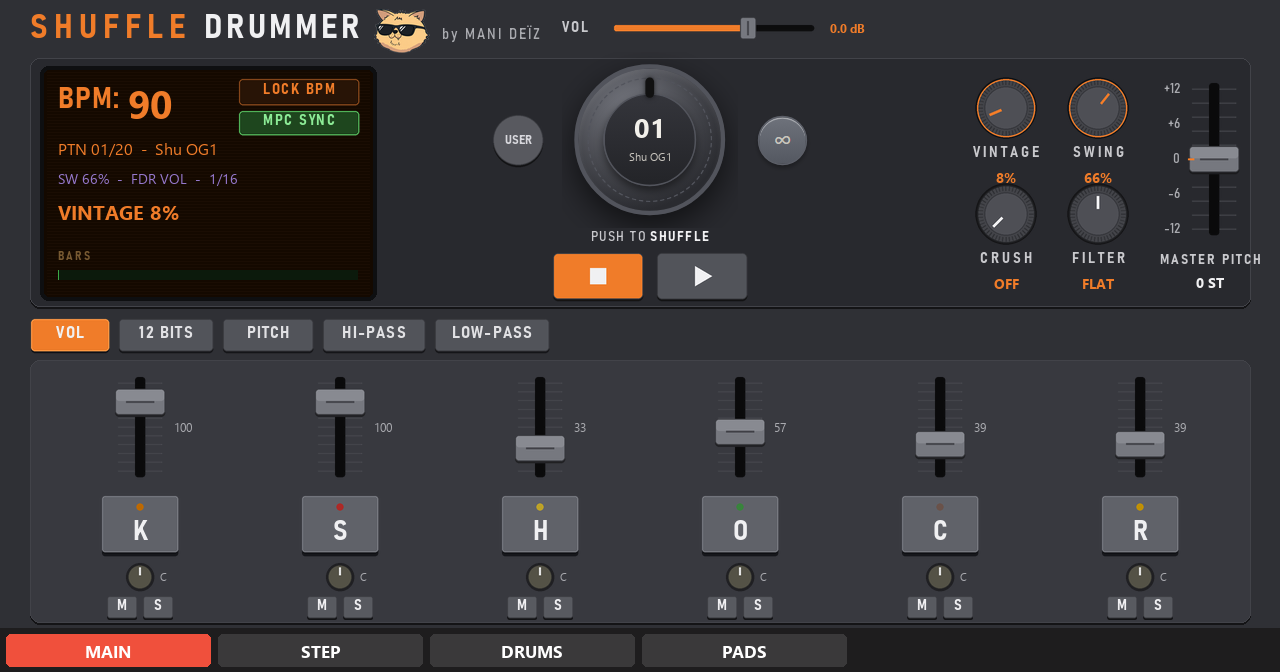 SHUFFLE DRUMMER by MANI DEÏZ VOL 0.0 dB
BPM: 90
LOCK BPM
MPC SYNC
PTN 01/20 - Shu OG1
SW 66% - FDR VOL - 1/16
VINTAGE 8%
BARS
USER
01
Shu OG1
∞
PUSH TO SHUFFLE
VINTAGE SWING
8% 66%
CRUSH FILTER
OFF FLAT
+12
+6
0
-6
-12
MASTER PITCH
0 ST
VOL 12 BITS PITCH HI-PASS LOW-PASS
100 100 33 57 39 39
K S H O C R
C C C C C C
M S M S M S M S M S M S
MAIN STEP DRUMS PADS